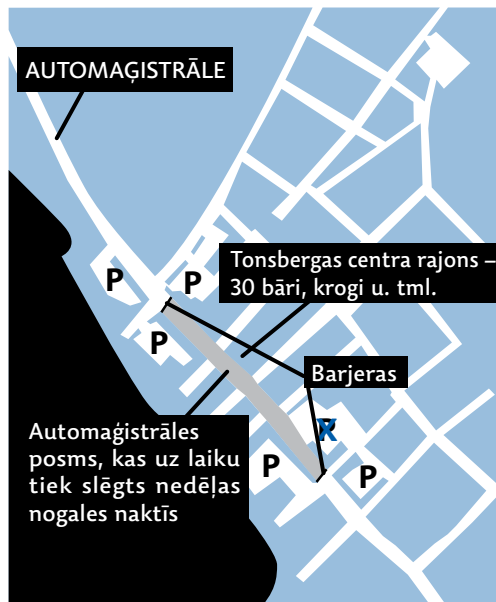 AUTOMAĢISTRĀLE
Tonsbergas centra rajons –
30 bāri, krogi u. tml.
P
P
P
Barjeras
Automaģistrāles
posms, kas uz laiku
tiek slēgts nedēļas
nogales naktīs
X
P
P